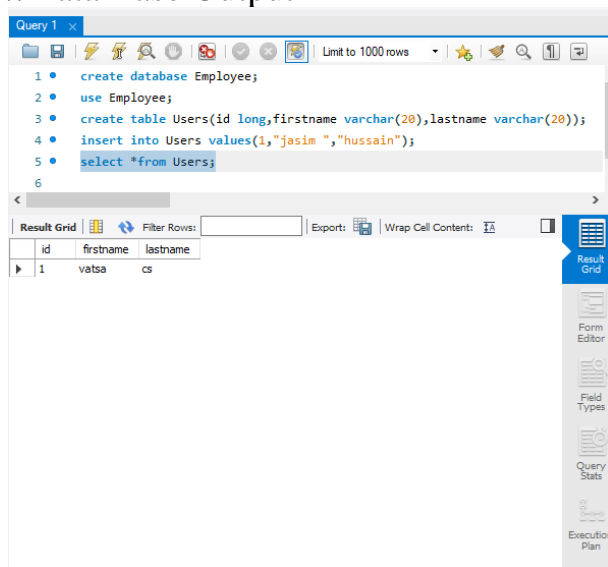 Query 1
Limit to 1000 rows
1 create database Employee;
2 use Employee;
3 create table Users(id long,firstname varchar(20),lastname varchar(20));
4 insert into Users values(1,"jasim ","hussain");
5 select *from Users;
6
Result Grid Filter Rows: Export: Wrap Cell Content:
id firstname lastname
1 vatsa cs
Result
Grid
Form
Editor
Field
Types
Query
Stats
Execution
Plan